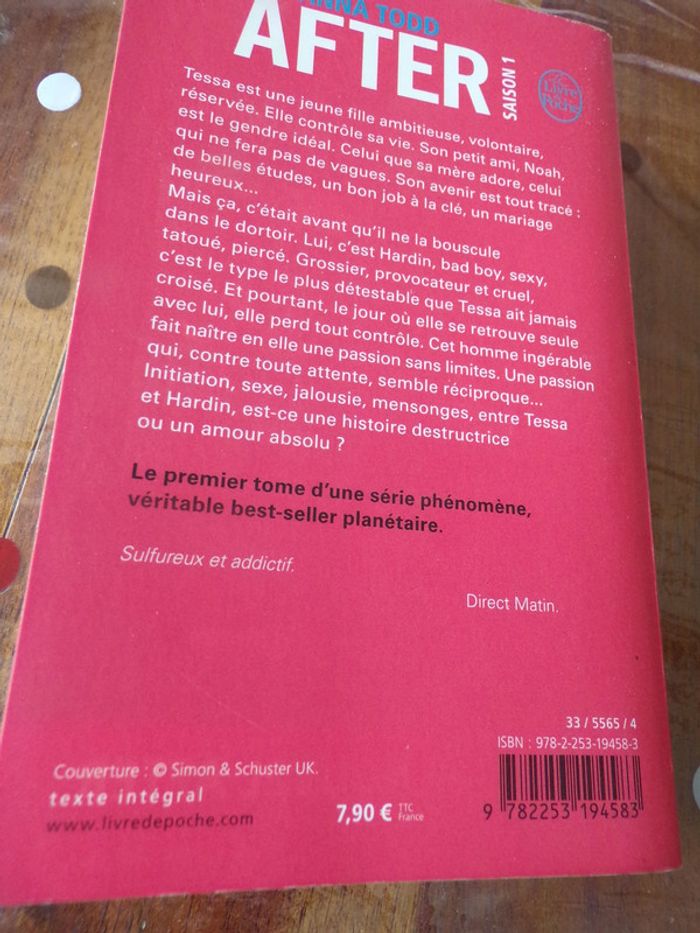 ANNA TODD
AFTER
SAISON 1
Le Livre de Poche
Tessa est une jeune fille ambitieuse, volontaire,
réservée. Elle contrôle sa vie. Son petit ami, Noah,
est le gendre idéal. Celui que sa mère adore, celui
qui ne fera pas de vagues. Son avenir est tout tracé :
de belles études, un bon job à la clé, un mariage
heureux...
Mais ça, c'était avant qu'il ne la bouscule
dans le dortoir. Lui, c'est Hardin, bad boy, sexy,
tatoué, piercé. Grossier, provocateur et cruel,
c'est le type le plus détestable que Tessa ait jamais
croisé. Et pourtant, le jour où elle se retrouve seule
avec lui, elle perd tout contrôle. Cet homme ingérable
fait naître en elle une passion sans limites. Une passion
qui, contre toute attente, semble réciproque...
Initiation, sexe, jalousie, mensonges, entre Tessa
et Hardin, est-ce une histoire destructrice
ou un amour absolu ?
Le premier tome d'une série phénomène,
véritable best-seller planétaire.
Sulfureux et addictif.
Direct Matin.
33 / 5565 / 4
ISBN : 978-2-253-19458-3
Couverture : © Simon & Schuster UK.
texte intégral
www.livredepoche.com
7,90 € TTC France
9 782253 194583